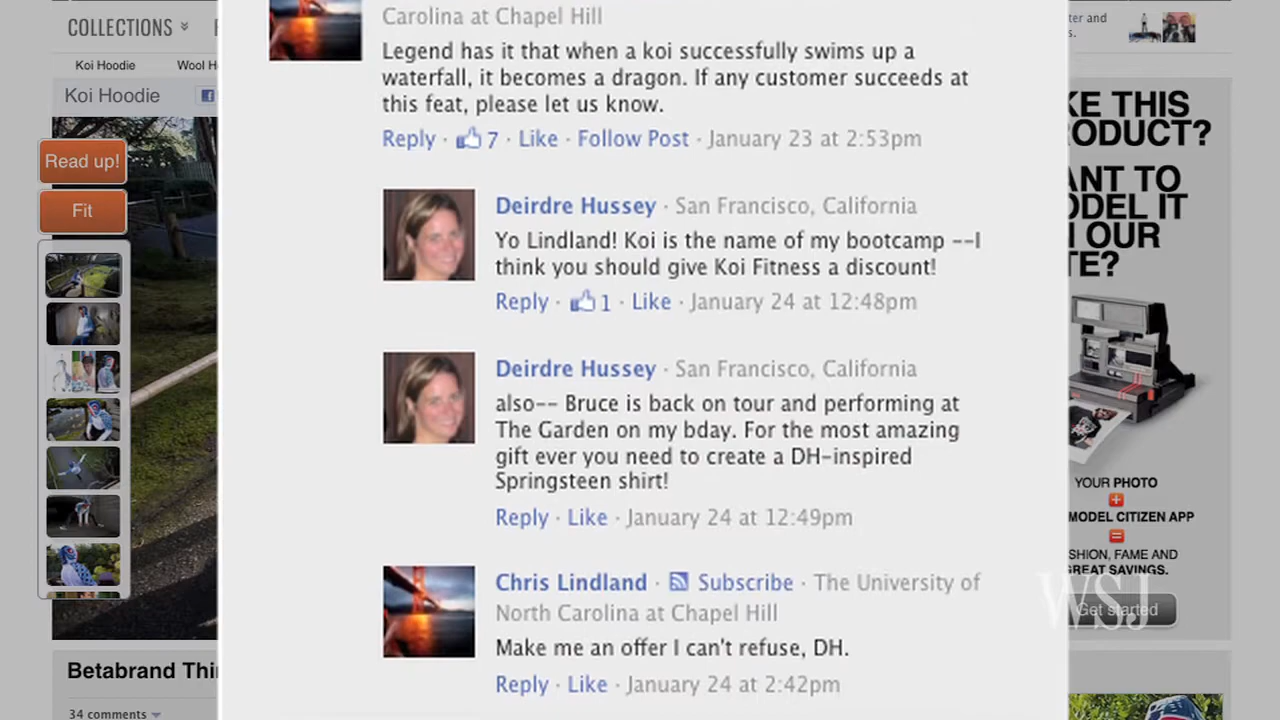 COLLECTIONS
Koi Hoodie
Wool H
Koi Hoodie
Read up!
Fit
Betabrand Thi
34 comments
Carolina at Chapel Hill
Legend has it that when a koi successfully swims up a
waterfall, it becomes a dragon. If any customer succeeds at
this feat, please let us know.
Reply · 7 · Like · Follow Post · January 23 at 2:53pm
Deirdre Hussey · San Francisco, California
Yo Lindland! Koi is the name of my bootcamp --I
think you should give Koi Fitness a discount!
Reply · 1 · Like · January 24 at 12:48pm
Deirdre Hussey · San Francisco, California
also-- Bruce is back on tour and performing at
The Garden on my bday. For the most amazing
gift ever you need to create a DH-inspired
Springsteen shirt!
Reply · Like · January 24 at 12:49pm
Chris Lindland · Subscribe · The University of
North Carolina at Chapel Hill
Make me an offer I can't refuse, DH.
Reply · Like · January 24 at 2:42pm
ter and
s.
KE THIS
RODUCT?
ANT TO
ODEL IT
N OUR
TE?
YOUR PHOTO
+
MODEL CITIZEN APP
=
SHION, FAME AND
GREAT SAVINGS.
Get started
WSJ